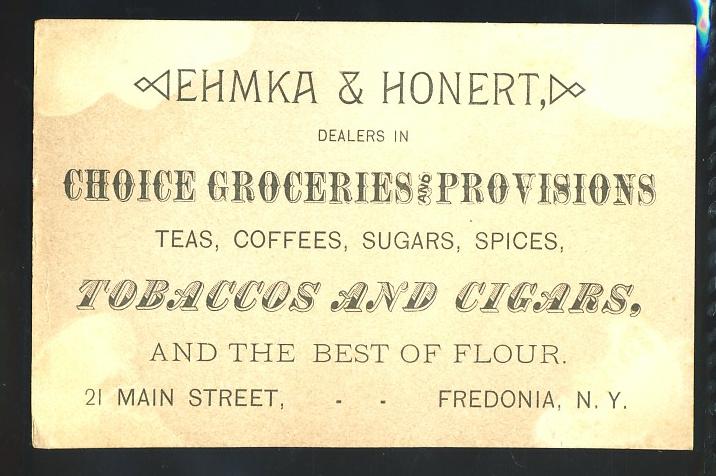 EHMKA & HONERT,
DEALERS IN
CHOICE GROCERIES AND PROVISIONS
TEAS, COFFEES, SUGARS, SPICES,
TOBACCOS AND CIGARS,
AND THE BEST OF FLOUR.
21 MAIN STREET, - - FREDONIA, N. Y.